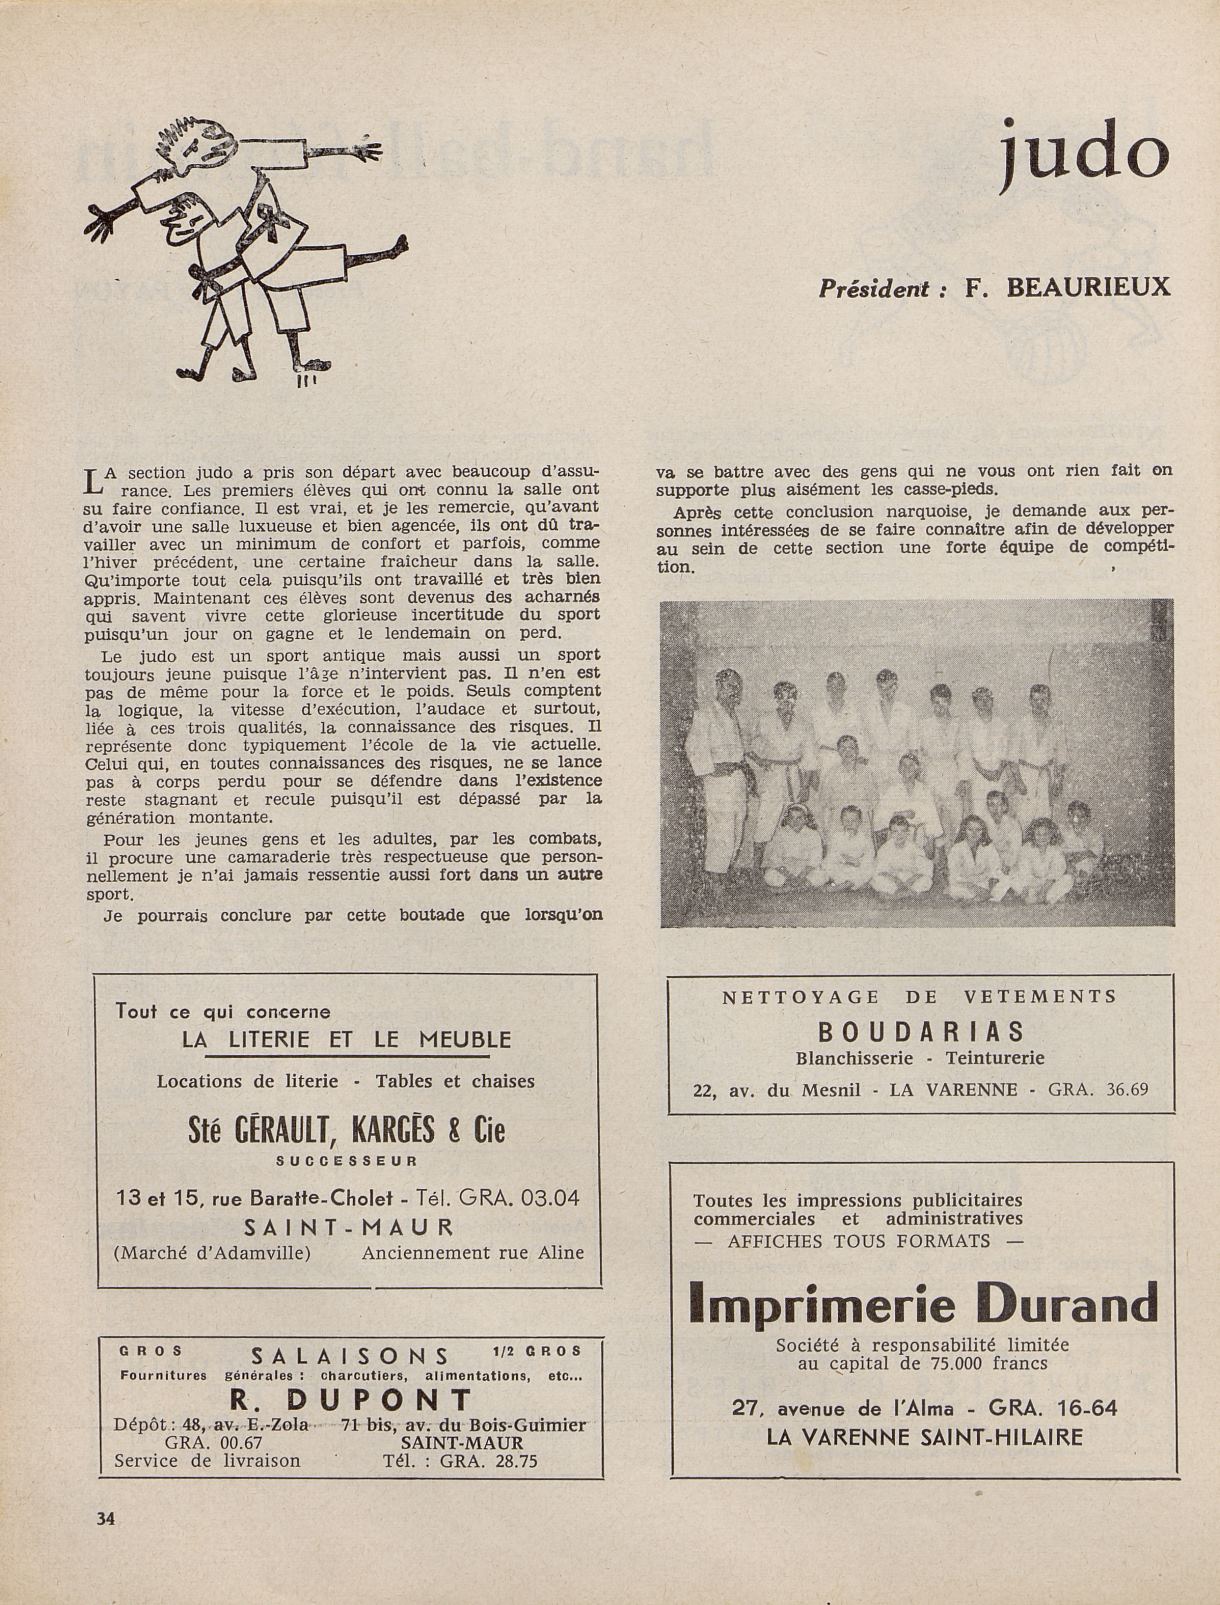 judo
Président : F. BEAURIEUX
LA section judo a pris son départ avec beaucoup d'assu-
rance. Les premiers élèves qui ont connu la salle ont
su faire confiance. Il est vrai, et je les remercie, qu'avant
d'avoir une salle luxueuse et bien agencée, ils ont dû tra-
vailler avec un minimum de confort et parfois, comme
l'hiver précédent, une certaine fraîcheur dans la salle.
Qu'importe tout cela puisqu'ils ont travaillé et très bien
appris. Maintenant ces élèves sont devenus des acharnés
qui savent vivre cette glorieuse incertitude du sport
puisqu'un jour on gagne et le lendemain on perd.
Le judo est un sport antique mais aussi un sport
toujours jeune puisque l'âge n'intervient pas. Il n'en est
pas de même pour la force et le poids. Seuls comptent
la logique, la vitesse d'exécution, l'audace et surtout,
liée à ces trois qualités, la connaissance des risques. Il
représente donc typiquement l'école de la vie actuelle.
Celui qui, en toutes connaissances des risques, ne se lance
pas à corps perdu pour se défendre dans l'existence
reste stagnant et recule puisqu'il est dépassé par la
génération montante.
Pour les jeunes gens et les adultes, par les combats,
il procure une camaraderie très respectueuse que person-
nellement je n'ai jamais ressentie aussi fort dans un autre
sport.
Je pourrais conclure par cette boutade que lorsqu'on
va se battre avec des gens qui ne vous ont rien fait on
supporte plus aisément les casse-pieds.
Après cette conclusion narquoise, je demande aux per-
sonnes intéressées de se faire connaître afin de développer
au sein de cette section une forte équipe de compéti-
tion.
Tout ce qui concerne
LA LITERIE ET LE MEUBLE
Locations de literie - Tables et chaises
Sté GÉRAULT, KARGÈS & Cie
SUCCESSEUR
13 et 15, rue Baratte-Cholet - Tél. GRA. 03.04
SAINT-MAUR
(Marché d'Adamville) Anciennement rue Aline
GROS SALAISONS 1/2 GROS
Fournitures générales : charcutiers, alimentations, etc...
R. DUPONT
Dépôt : 48, av. E.-Zola 71 bis, av. du Bois-Guimier
GRA. 00.67 SAINT-MAUR
Service de livraison Tél. : GRA. 28.75
NETTOYAGE DE VETEMENTS
BOUDARIAS
Blanchisserie - Teinturerie
22, av. du Mesnil - LA VARENNE - GRA. 36.69
Toutes les impressions publicitaires
commerciales et administratives
— AFFICHES TOUS FORMATS —
Imprimerie Durand
Société à responsabilité limitée
au capital de 75.000 francs
27, avenue de l'Alma - GRA. 16-64
LA VARENNE SAINT-HILAIRE
34